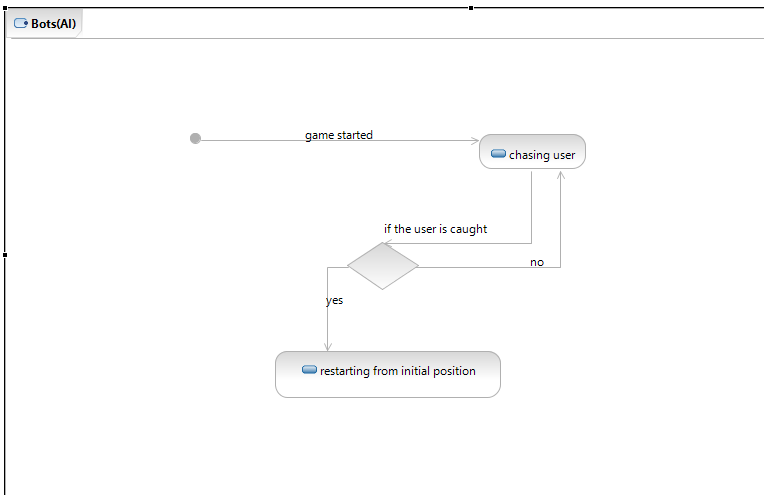 Bots(AI)
game started
chasing user
if the user is caught
no
yes
restarting from initial position